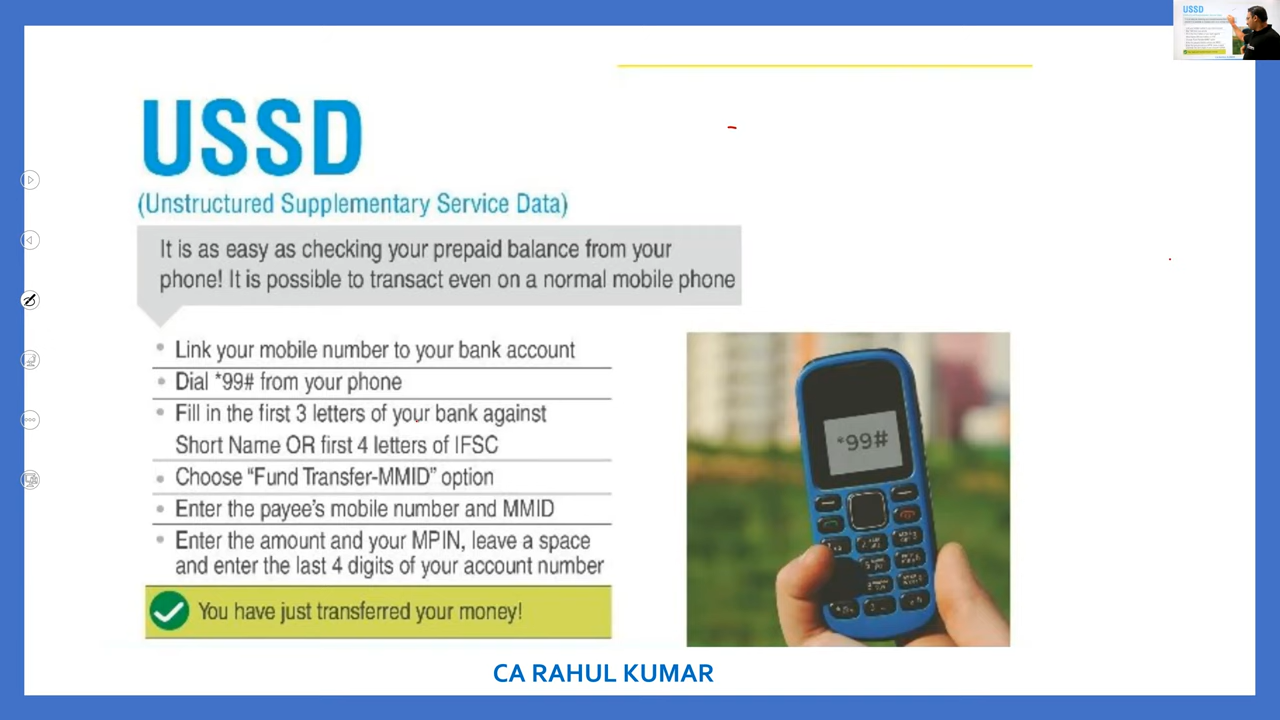 USSD
(Unstructured Supplementary Service Data)
It is as easy as checking your prepaid balance from your
phone! It is possible to transact even on a normal mobile phone
Link your mobile number to your bank account
Dial *99# from your phone
Fill in the first 3 letters of your bank against
Short Name OR first 4 letters of IFSC
Choose “Fund Transfer-MMID” option
Enter the payee’s mobile number and MMID
Enter the amount and your MPIN, leave a space
and enter the last 4 digits of your account number
You have just transferred your money!
*99#
CA RAHUL KUMAR
USSD